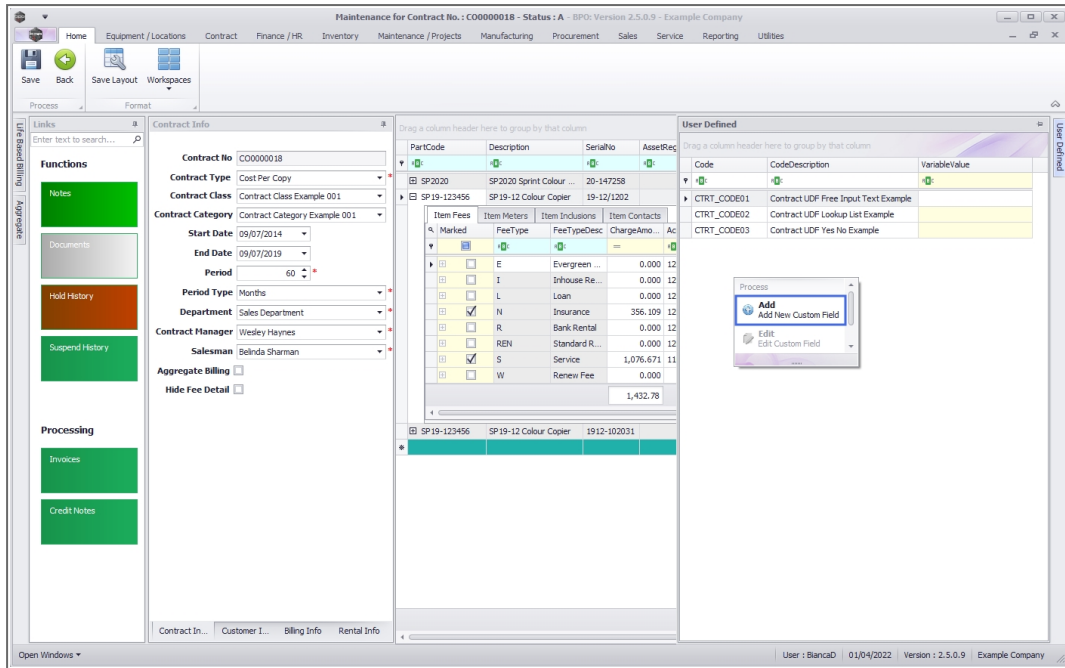 Maintenance for Contract No. : CO0000018 - Status : A - BPO: Version 2.5.0.9 - Example Company
Home Equipment / Locations Contract Finance / HR Inventory Maintenance / Projects Manufacturing Procurement Sales Service Reporting Utilities
Save Back Save Layout Workspaces
Process Format
Life Based Billing
Aggregate
Links
Enter text to search...
Functions
Notes
Documents
Hold History
Suspend History
Processing
Invoices
Credit Notes
Contract Info
Contract No CO0000018
Contract Type Cost Per Copy *
Contract Class Contract Class Example 001
Contract Category Contract Category Example 001
Start Date 09/07/2014
End Date 09/07/2019
Period 60 *
Period Type Months *
Department Sales Department *
Contract Manager Wesley Haynes *
Salesman Belinda Sharman *
Aggregate Billing
Hide Fee Detail
Contract In... Customer I... Billing Info Rental Info
Drag a column header here to group by that column
PartCode Description SerialNo AssetReg
SP2020 SP2020 Sprint Colour ... 20-147258
SP19-123456 SP19-12 Colour Copier 19-12/1202
Item Fees Item Meters Item Inclusions Item Contacts
Marked FeeType FeeTypeDesc ChargeAmo... Ac
=
E Evergreen ... 0.000 12
I Inhouse Re... 0.000 12
L Loan 0.000 12
N Insurance 356.109 12
R Bank Rental 0.000 12
REN Standard R... 0.000 12
S Service 1,076.671 11
W Renew Fee 0.000
1,432.78
SP19-123456 SP19-12 Colour Copier 1912-102031
User Defined
Drag a column header here to group by that column
Code CodeDescription VariableValue
CTRT_CODE01 Contract UDF Free Input Text Example
CTRT_CODE02 Contract UDF Lookup List Example
CTRT_CODE03 Contract UDF Yes No Example
Process
Add
Add New Custom Field
Edit
Edit Custom Field
User Defined
Open Windows
User : BiancaD 01/04/2022 Version : 2.5.0.9 Example Company